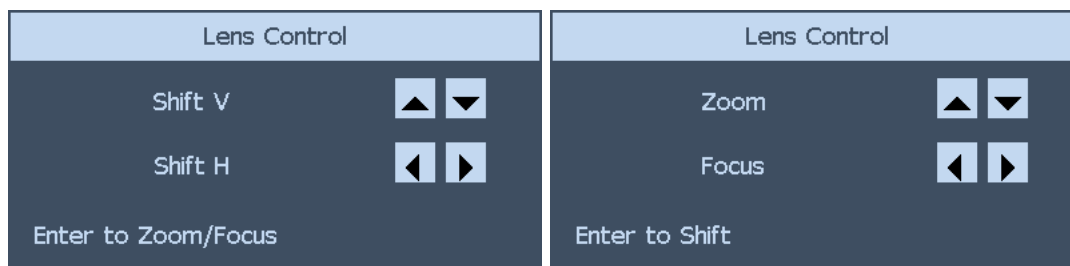 Lens Control
Shift V
Shift H
Enter to Zoom/Focus
Lens Control
Zoom
Focus
Enter to Shift